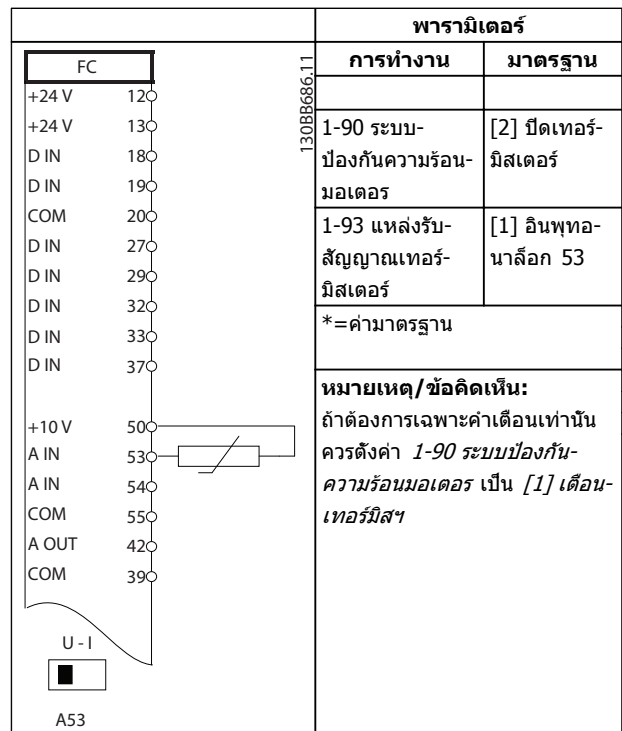 FC
+24 V 12
+24 V 13
D IN 18
D IN 19
COM 20
D IN 27
D IN 29
D IN 32
D IN 33
D IN 37
+10 V 50
A IN 53
A IN 54
COM 55
A OUT 42
COM 39
U - I
A53
130BB686.11
พารามิเตอร์
การทำงาน มาตรฐาน
1-90 ระบบ- [2] ปิดเทอร์-
ป้องกันความร้อน- มิสเตอร์
มอเตอร
1-93 แหล่งรับ- [1] อินพุทอ-
สัญญาณเทอร์- นาล็อก 53
มิสเตอร์
*=ค่ามาตรฐาน
หมายเหตุ/ข้อคิดเห็น:
ถ้าต้องการเฉพาะคำเตือนเท่านั้น
ควรตั้งค่า 1-90 ระบบป้องกัน-
ความร้อนมอเตอร เป็น [1] เตือน-
เทอร์มิสฯ